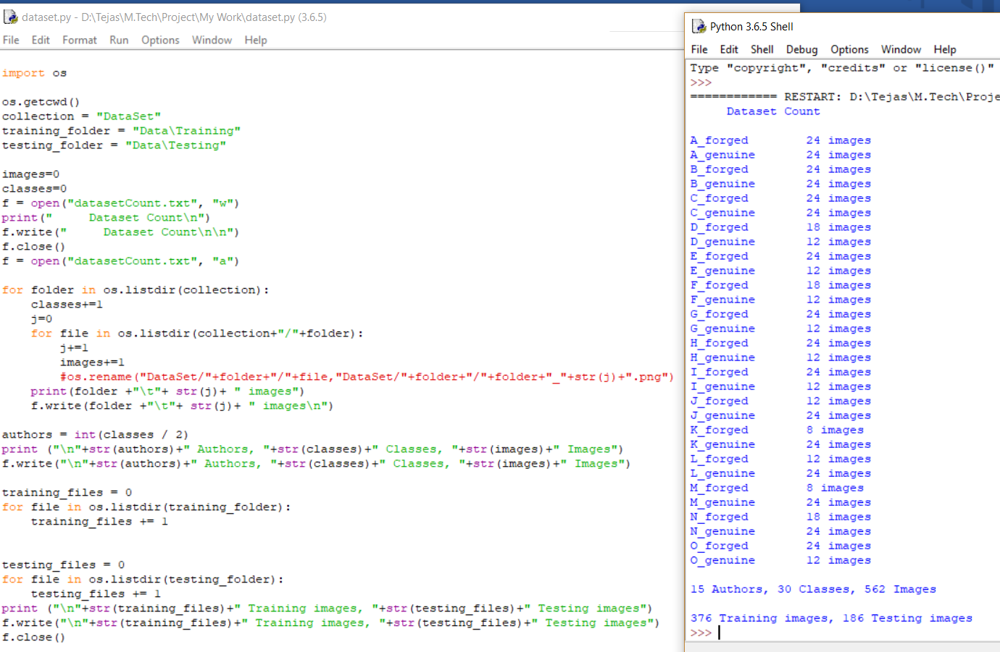 dataset.py - D:\Tejas\M.Tech\Project\My Work\dataset.py (3.6.5)
File Edit Format Run Options Window Help
import os
os.getcwd()
collection = "DataSet"
training_folder = "Data\Training"
testing_folder = "Data\Testing"
images=0
classes=0
f = open("datasetCount.txt", "w")
print("     Dataset Count\n")
f.write("     Dataset Count\n\n")
f.close()
f = open("datasetCount.txt", "a")
for folder in os.listdir(collection):
    classes+=1
    j=0
    for file in os.listdir(collection+"/"+folder):
        j+=1
        images+=1
        #os.rename("DataSet/"+folder+"/"+file,"DataSet/"+folder+"/"+folder+"_"+str(j)+".png")
    print(folder +"\t"+ str(j)+ " images")
    f.write(folder +"\t"+ str(j)+ " images\n")
authors = int(classes / 2)
print ("\n"+str(authors)+" Authors, "+str(classes)+" Classes, "+str(images)+" Images")
f.write("\n"+str(authors)+" Authors, "+str(classes)+" Classes, "+str(images)+" Images")
training_files = 0
for file in os.listdir(training_folder):
    training_files += 1
testing_files = 0
for file in os.listdir(testing_folder):
    testing_files += 1
print ("\n"+str(training_files)+" Training images, "+str(testing_files)+" Testing images")
f.write("\n"+str(training_files)+" Training images, "+str(testing_files)+" Testing images")
f.close()
Python 3.6.5 Shell
File Edit Shell Debug Options Window Help
Type "copyright", "credits" or "license()"
>>>
============ RESTART: D:\Tejas\M.Tech\Proje
     Dataset Count
A_forged 24 images
A_genuine 24 images
B_forged 24 images
B_genuine 24 images
C_forged 24 images
C_genuine 24 images
D_forged 18 images
D_genuine 12 images
E_forged 24 images
E_genuine 12 images
F_forged 18 images
F_genuine 12 images
G_forged 24 images
G_genuine 12 images
H_forged 24 images
H_genuine 12 images
I_forged 24 images
I_genuine 12 images
J_forged 12 images
J_genuine 24 images
K_forged 8 images
K_genuine 24 images
L_forged 12 images
L_genuine 24 images
M_forged 8 images
M_genuine 24 images
N_forged 18 images
N_genuine 24 images
O_forged 24 images
O_genuine 12 images
15 Authors, 30 Classes, 562 Images
376 Training images, 186 Testing images
>>>